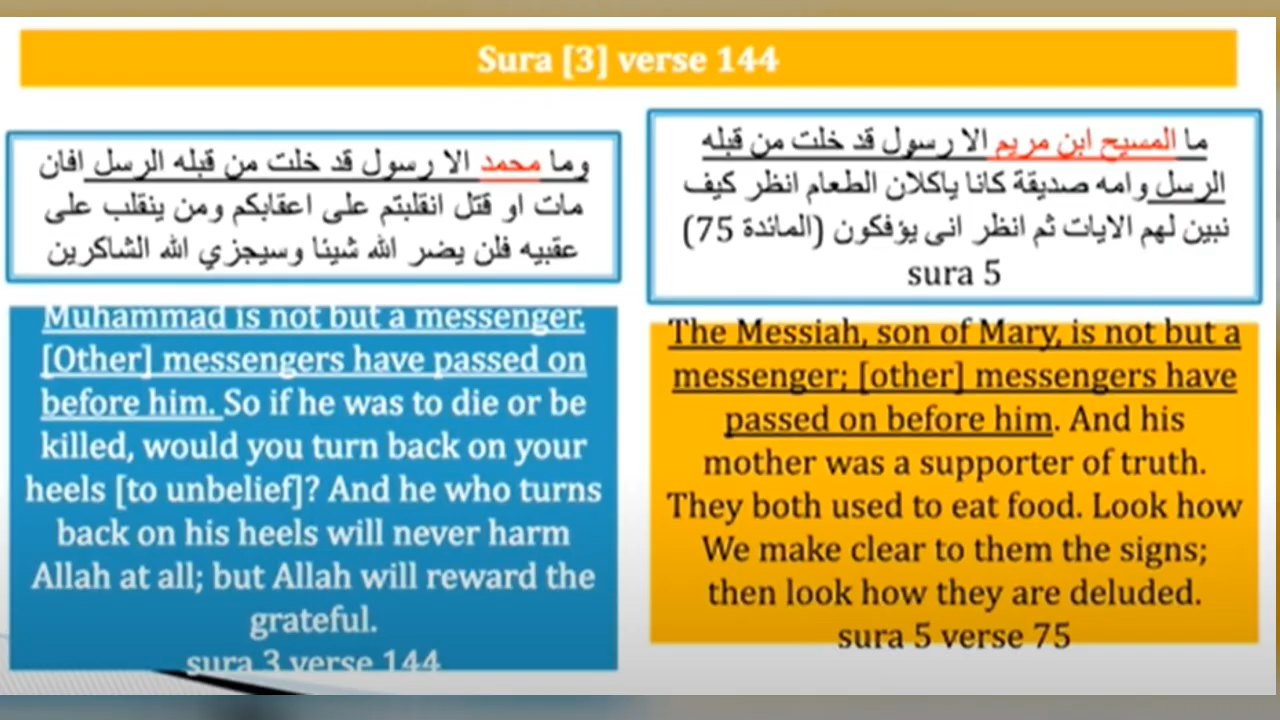 Sura [3] verse 144
وما محمد الا رسول قد خلت من قبله الرسل افان
مات او قتل انقلبتم على اعقابكم ومن ينقلب على
عقبيه فلن يضر الله شيئا وسيجزي الله الشاكرين
Muhammad is not but a messenger.
[Other] messengers have passed on
before him. So if he was to die or be
killed, would you turn back on your
heels [to unbelief]? And he who turns
back on his heels will never harm
Allah at all; but Allah will reward the
grateful.
sura 3 verse 144
ما المسيح ابن مريم الا رسول قد خلت من قبله
الرسل وامه صديقة كانا ياكلان الطعام انظر كيف
نبين لهم الايات ثم انظر انى يؤفكون (المائدة 75)
sura 5
The Messiah, son of Mary, is not but a
messenger; [other] messengers have
passed on before him. And his
mother was a supporter of truth.
They both used to eat food. Look how
We make clear to them the signs;
then look how they are deluded.
sura 5 verse 75